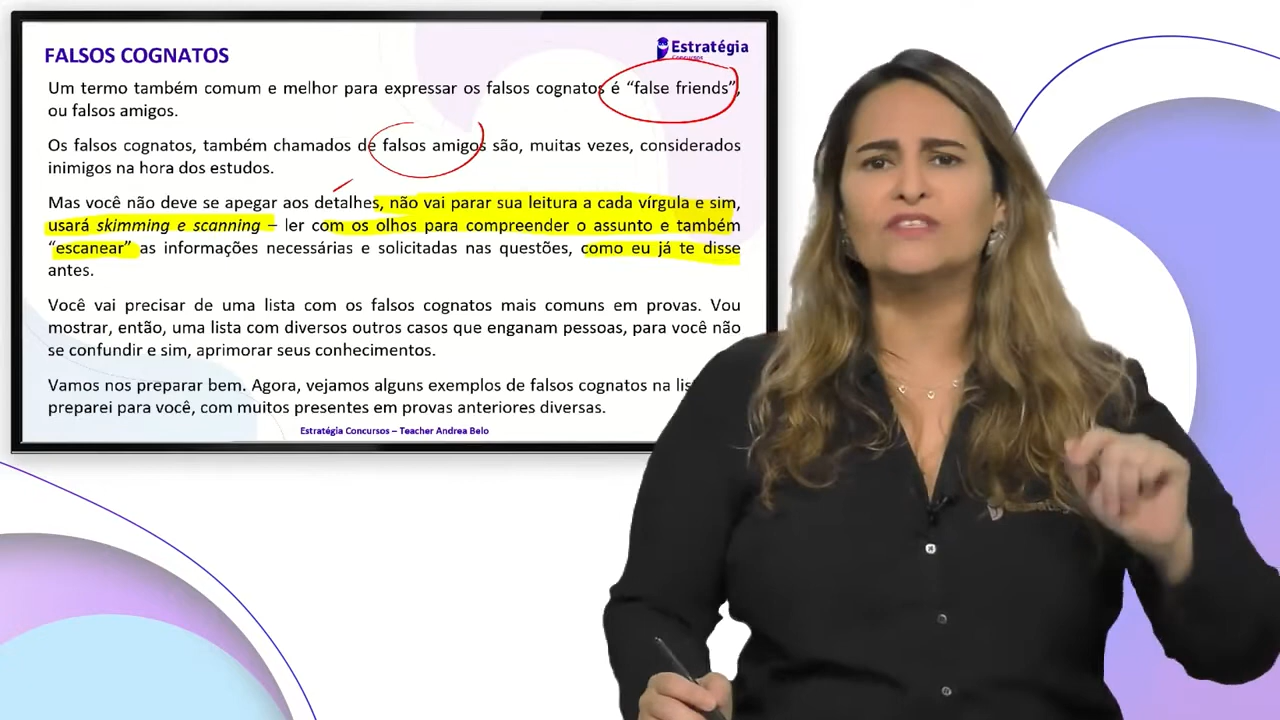 FALSOS COGNATOS
Estratégia
Concursos
Um termo também comum e melhor para expressar os falsos cognatos é “false friends”,
ou falsos amigos.
Os falsos cognatos, também chamados de falsos amigos são, muitas vezes, considerados
inimigos na hora dos estudos.
Mas você não deve se apegar aos detalhes, não vai parar sua leitura a cada vírgula e sim,
usará skimming e scanning – ler com os olhos para compreender o assunto e também
“escanear” as informações necessárias e solicitadas nas questões, como eu já te disse
antes.
Você vai precisar de uma lista com os falsos cognatos mais comuns em provas. Vou
mostrar, então, uma lista com diversos outros casos que enganam pessoas, para você não
se confundir e sim, aprimorar seus conhecimentos.
Vamos nos preparar bem. Agora, vejamos alguns exemplos de falsos cognatos na
preparei para você, com muitos presentes em provas anteriores diversas.
Estratégia Concursos – Teacher Andrea Belo